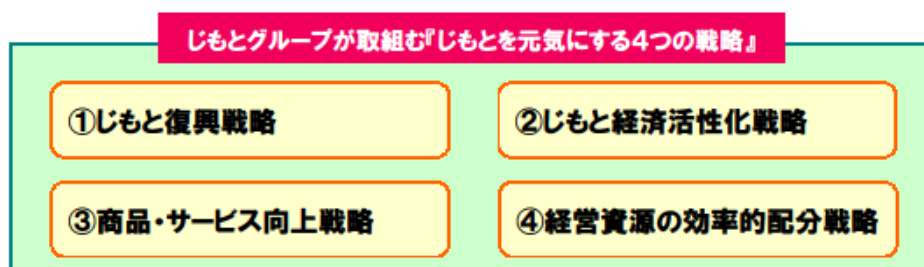 じもとグループが取組む『じもとを元気にする4つの戦略』
①じもと復興戦略
②じもと経済活性化戦略
③商品・サービス向上戦略
④経営資源の効率的配分戦略